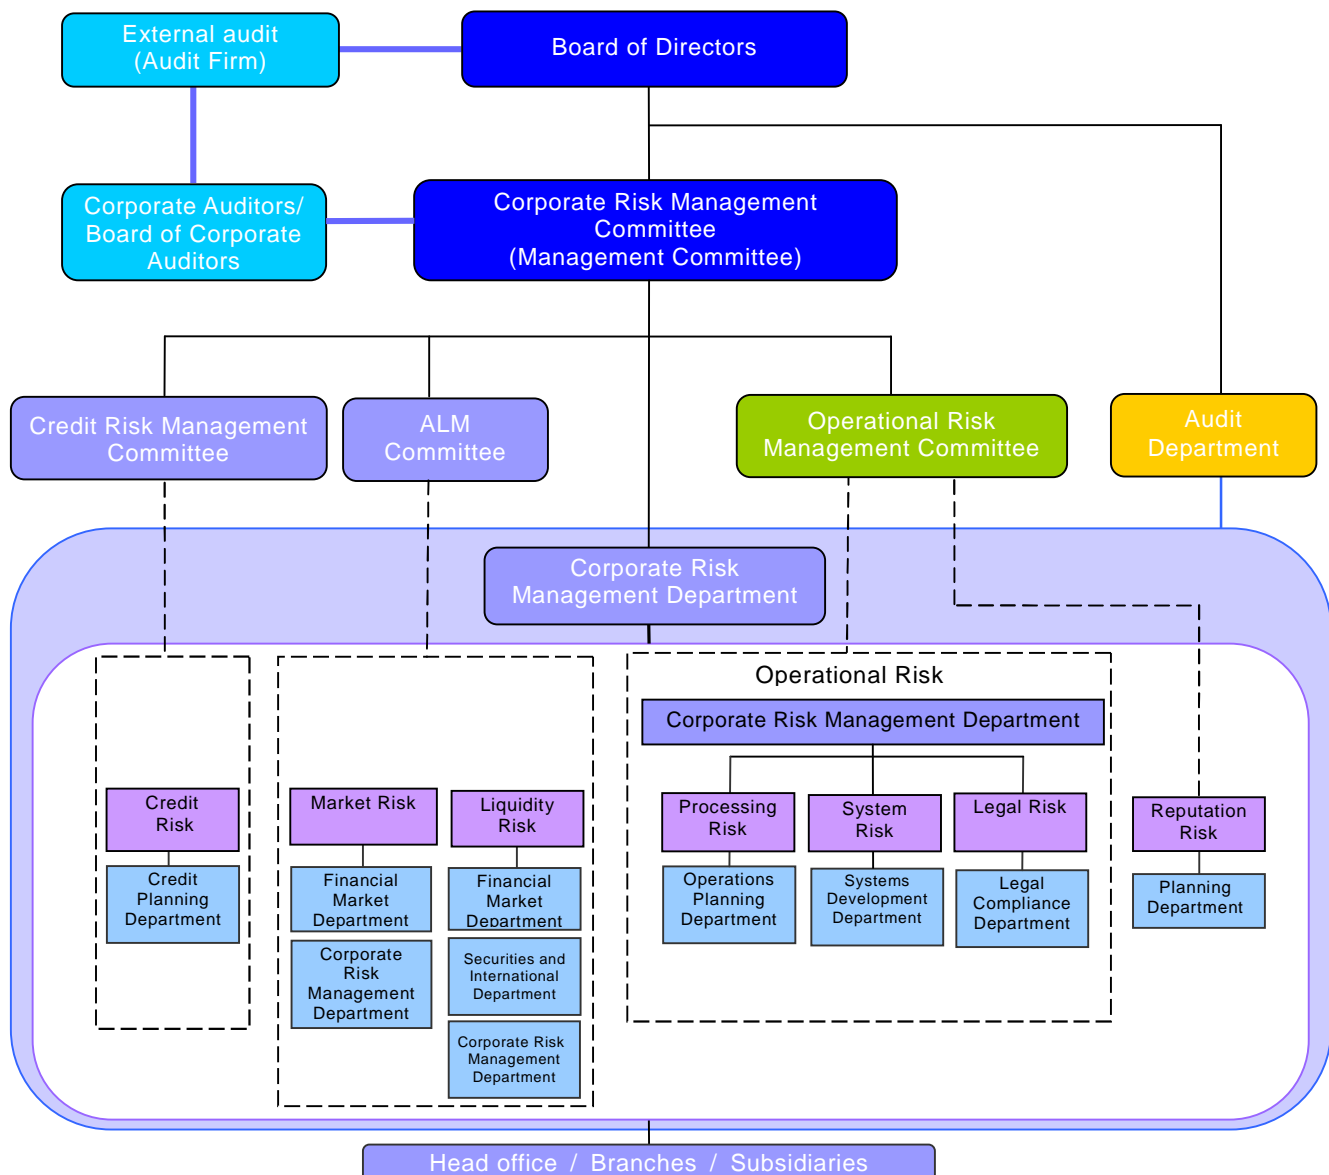 External audit
(Audit Firm)
Board of Directors
Corporate Auditors/
Board of Corporate
Auditors
Corporate Risk Management
Committee
(Management Committee)
Credit Risk Management
Committee
ALM
Committee
Operational Risk
Management Committee
Audit
Department
Corporate Risk
Management Department
Operational Risk
Corporate Risk Management Department
Credit
Risk
Market Risk
Liquidity
Risk
Processing
Risk
System
Risk
Legal Risk
Reputation
Risk
Credit
Planning
Department
Financial
Market
Department
Financial
Market
Department
Operations
Planning
Department
Systems
Development
Department
Legal
Compliance
Department
Planning
Department
Corporate
Risk
Management
Department
Securities and
International
Department
Corporate Risk
Management
Department
Head office / Branches / Subsidiaries